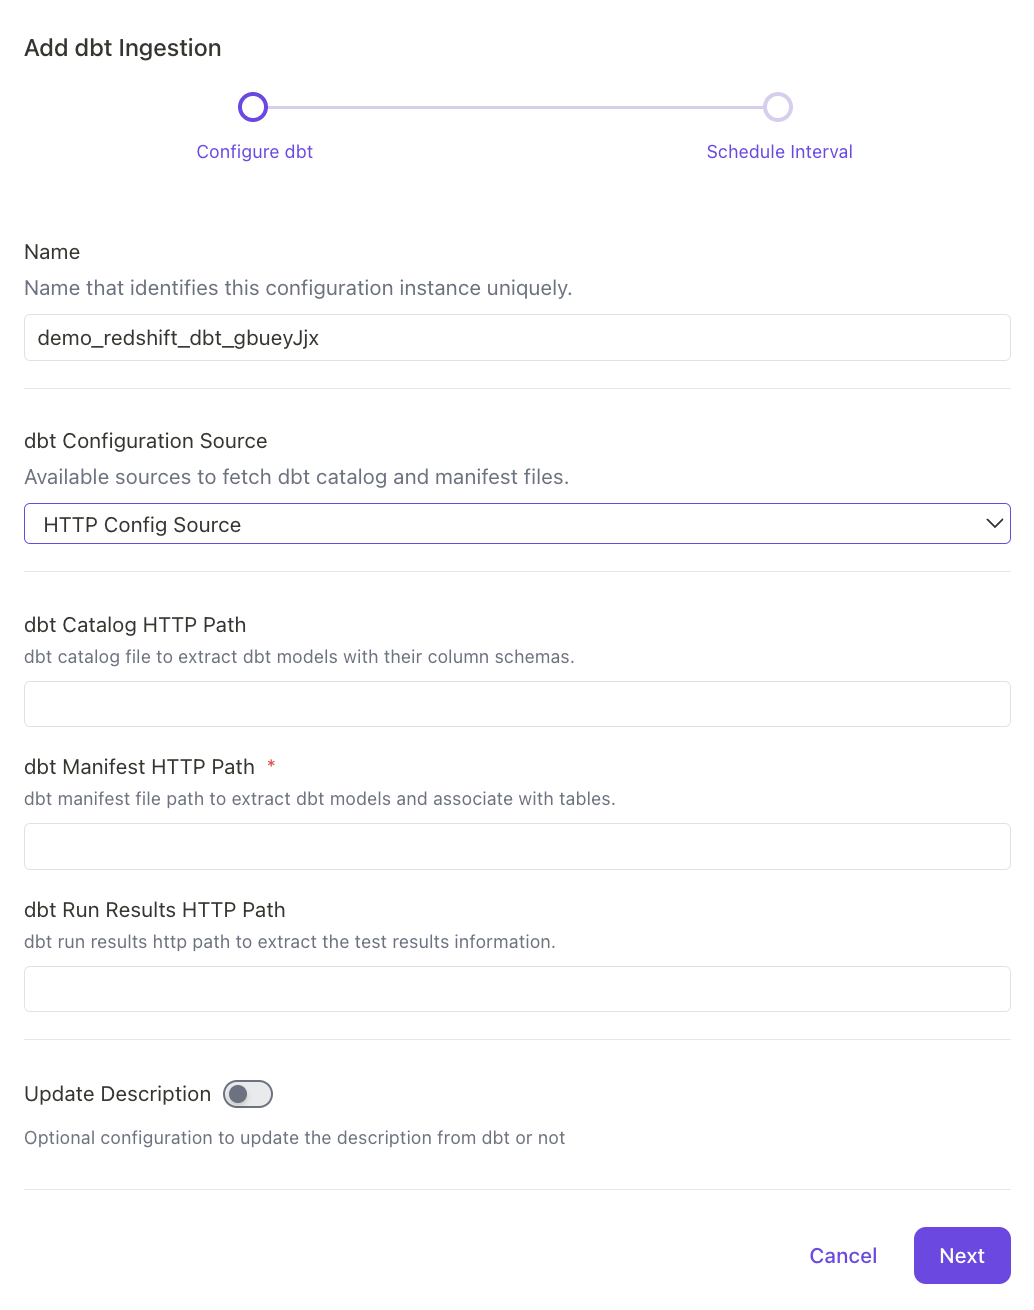 Add dbt Ingestion
Configure dbt
Schedule Interval
Name
Name that identifies this configuration instance uniquely.
demo_redshift_dbt_gbueyJjx
dbt Configuration Source
Available sources to fetch dbt catalog and manifest files.
HTTP Config Source
dbt Catalog HTTP Path
dbt catalog file to extract dbt models with their column schemas.
dbt Manifest HTTP Path *
dbt manifest file path to extract dbt models and associate with tables.
dbt Run Results HTTP Path
dbt run results http path to extract the test results information.
Update Description
Optional configuration to update the description from dbt or not
Cancel
Next